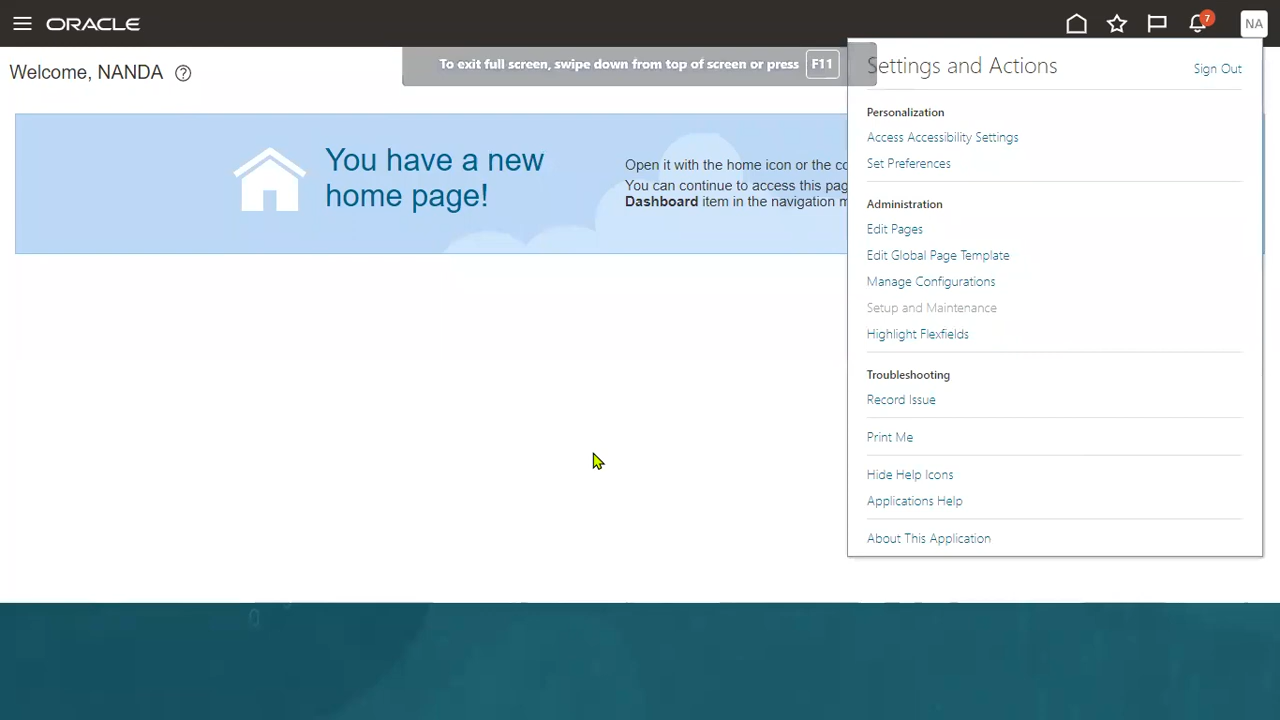 ORACLE
7
NA
Welcome, NANDA
To exit full screen, swipe down from top of screen or press F11
You have a new
home page!
Open it with the home icon or the co
You can continue to access this pag
Dashboard item in the navigation m
Settings and Actions
Sign Out
Personalization
Access Accessibility Settings
Set Preferences
Administration
Edit Pages
Edit Global Page Template
Manage Configurations
Setup and Maintenance
Highlight Flexfields
Troubleshooting
Record Issue
Print Me
Hide Help Icons
Applications Help
About This Application